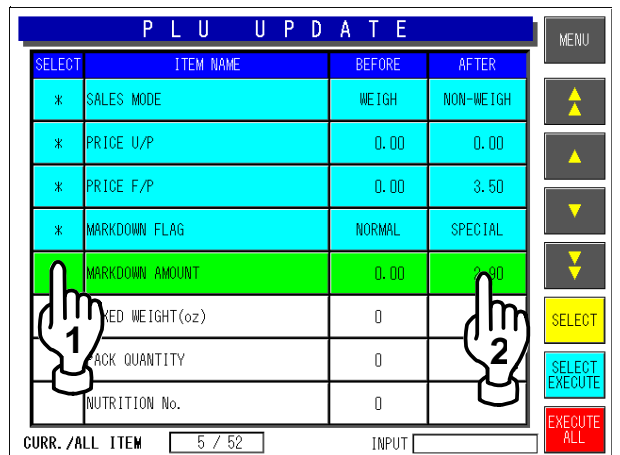 PLU UPDATE
MENU
SELECT ITEM NAME BEFORE AFTER
* SALES MODE WEIGH NON-WEIGH
* PRICE U/P 0.00 0.00
* PRICE F/P 0.00 3.50
* MARKDOWN FLAG NORMAL SPECIAL
MARKDOWN AMOUNT 0.00 2.90
XED WEIGHT(oz) 0
1
2
PACK QUANTITY 0
NUTRITION No. 0
SELECT
SELECT
EXECUTE
EXECUTE
ALL
CURR./ALL ITEM 5 / 52 INPUT